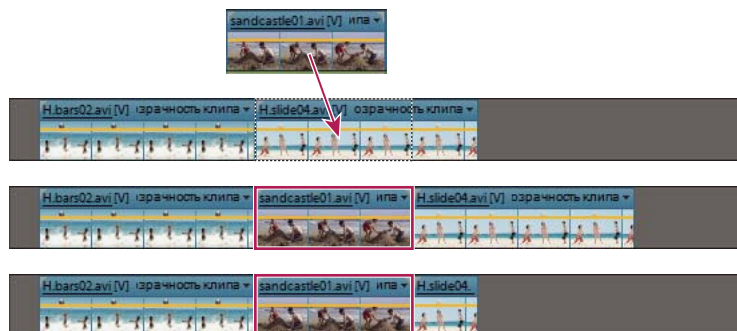 sandcastle01.avi [V] ипа
H.bars02.avi [V] зрачность клипа H.slide04.avi [V] озрачность клипа
H.bars02.avi [V] зрачность клипа sandcastle01.avi [V] ипа H.slide04.avi [V] озрачность клипа
H.bars02.avi [V] зрачность клипа sandcastle01.avi [V] ипа H.slide04.